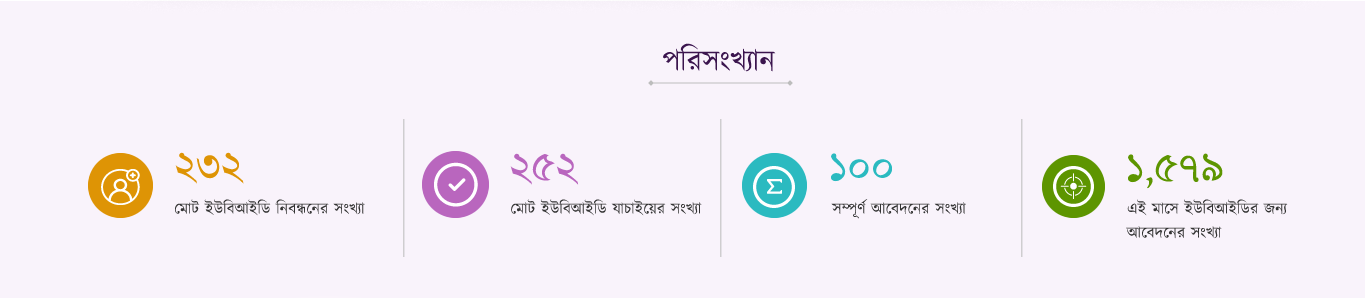 পরিসংখ্যান
২৩২
মোট ইউবিআইডি নিবন্ধনের সংখ্যা
২৫২
মোট ইউবিআইডি যাচাইয়ের সংখ্যা
১০০
সম্পূর্ণ আবেদনের সংখ্যা
১,৫৭৯
এই মাসে ইউবিআইডির জন্য
আবেদনের সংখ্যা